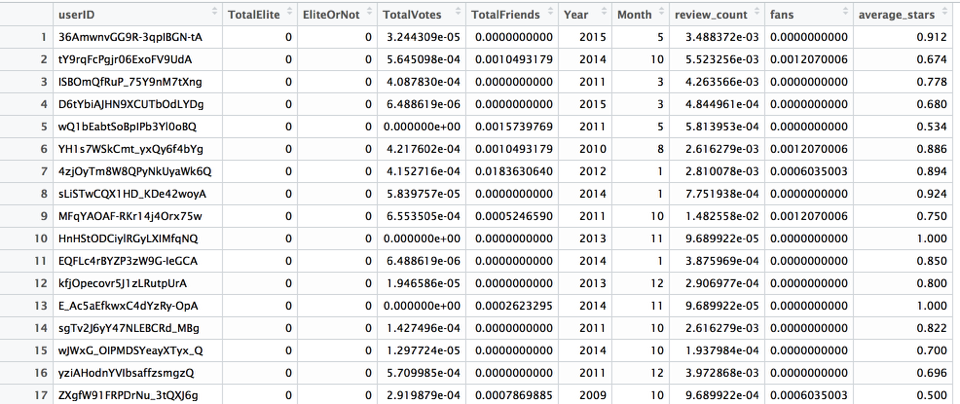 userID TotalElite EliteOrNot TotalVotes TotalFriends Year Month review_count fans average_stars
1 36AmwnvGG9R-3qpIBGN-tA 0 0 3.244309e-05 0.0000000000 2015 5 3.488372e-03 0.0000000000 0.912
2 tY9rqFcPgjr06ExoFV9UdA 0 0 5.645098e-04 0.0010493179 2014 10 5.523256e-03 0.0012070006 0.674
3 ISBOmQfRuP_75Y9nM7tXng 0 0 4.087830e-04 0.0000000000 2011 3 4.263566e-03 0.0000000000 0.778
4 D6tYbiAJHN9XCUTbOdLYDg 0 0 6.488619e-06 0.0000000000 2015 3 4.844961e-04 0.0000000000 0.680
5 wQ1bEabtSoBpIPb3Yl0oBQ 0 0 0.000000e+00 0.0015739769 2011 5 5.813953e-04 0.0000000000 0.534
6 YH1s7WSkCmt_yxQy6f4bYg 0 0 4.217602e-04 0.0010493179 2010 8 2.616279e-03 0.0012070006 0.886
7 4zjOyTm8W8QPyNkUyaWk6Q 0 0 4.152716e-04 0.0183630640 2012 1 2.810078e-03 0.0006035003 0.894
8 sLiSTwCQX1HD_KDe42woyA 0 0 5.839757e-05 0.0000000000 2014 1 7.751938e-04 0.0000000000 0.924
9 MFqYAOAF-RKr14j4Orx75w 0 0 6.553505e-04 0.0005246590 2011 10 1.482558e-02 0.0012070006 0.750
10 HnHStODCiyIRGyLXIMfqNQ 0 0 0.000000e+00 0.0000000000 2013 11 9.689922e-05 0.0000000000 1.000
11 EQFLc4rBYZP3zW9G-IeGCA 0 0 6.488619e-06 0.0000000000 2014 1 3.875969e-04 0.0000000000 0.850
12 kfjOpecovr5J1zLRutpUrA 0 0 1.946586e-05 0.0000000000 2013 12 2.906977e-04 0.0000000000 0.800
13 E_Ac5aEfkwxC4dYzRy-OpA 0 0 0.000000e+00 0.0002623295 2014 11 9.689922e-05 0.0000000000 1.000
14 sgTv2J6yY47NLEBCRd_MBg 0 0 1.427496e-04 0.0000000000 2011 10 2.616279e-03 0.0000000000 0.822
15 wJWxG_OIPMDSYeayXTyx_Q 0 0 1.297724e-05 0.0000000000 2014 10 1.937984e-04 0.0000000000 0.700
16 yziAHodnYVIbsaffzsmgzQ 0 0 5.709985e-04 0.0000000000 2011 12 3.972868e-03 0.0000000000 0.696
17 ZXgfW91FRPDrNu_3tQXJ6g 0 0 2.919879e-04 0.0007869885 2009 10 9.689922e-04 0.0006035003 0.500